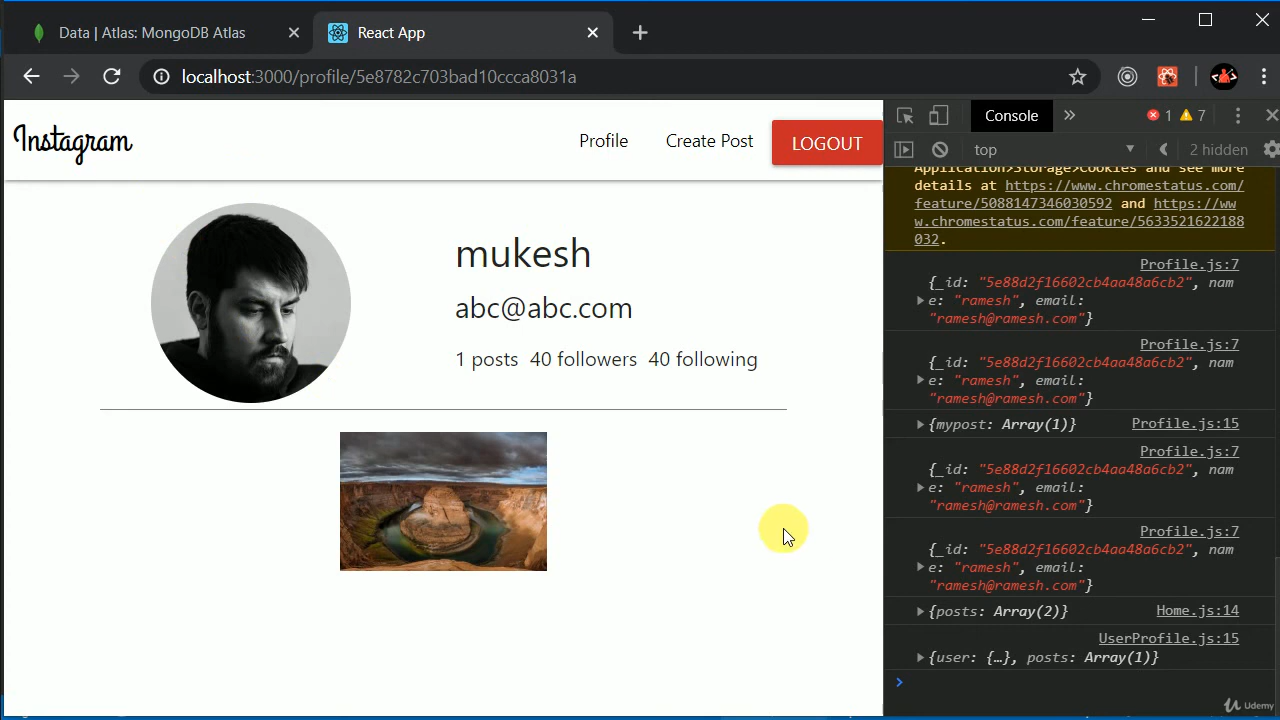 Data | Atlas: MongoDB Atlas
React App
localhost:3000/profile/5e8782c703bad10ccca8031a
Instagram
Profile
Create Post
LOGOUT
mukesh
abc@abc.com
1 posts 40 followers 40 following
Console
1
7
top
2 hidden
Application>Storage>Cookies and see more
details at https://www.chromestatus.com/
feature/5088147346030592 and https://ww
w.chromestatus.com/feature/5633521622188
032.
Profile.js:7
{_id: "5e88d2f16602cb4aa48a6cb2", nam
e: "ramesh", email:
"ramesh@ramesh.com"}
Profile.js:7
{_id: "5e88d2f16602cb4aa48a6cb2", nam
e: "ramesh", email:
"ramesh@ramesh.com"}
{mypost: Array(1)} Profile.js:15
Profile.js:7
{_id: "5e88d2f16602cb4aa48a6cb2", nam
e: "ramesh", email:
"ramesh@ramesh.com"}
Profile.js:7
{_id: "5e88d2f16602cb4aa48a6cb2", nam
e: "ramesh", email:
"ramesh@ramesh.com"}
{posts: Array(2)} Home.js:14
UserProfile.js:15
{user: {…}, posts: Array(1)}
Udemy